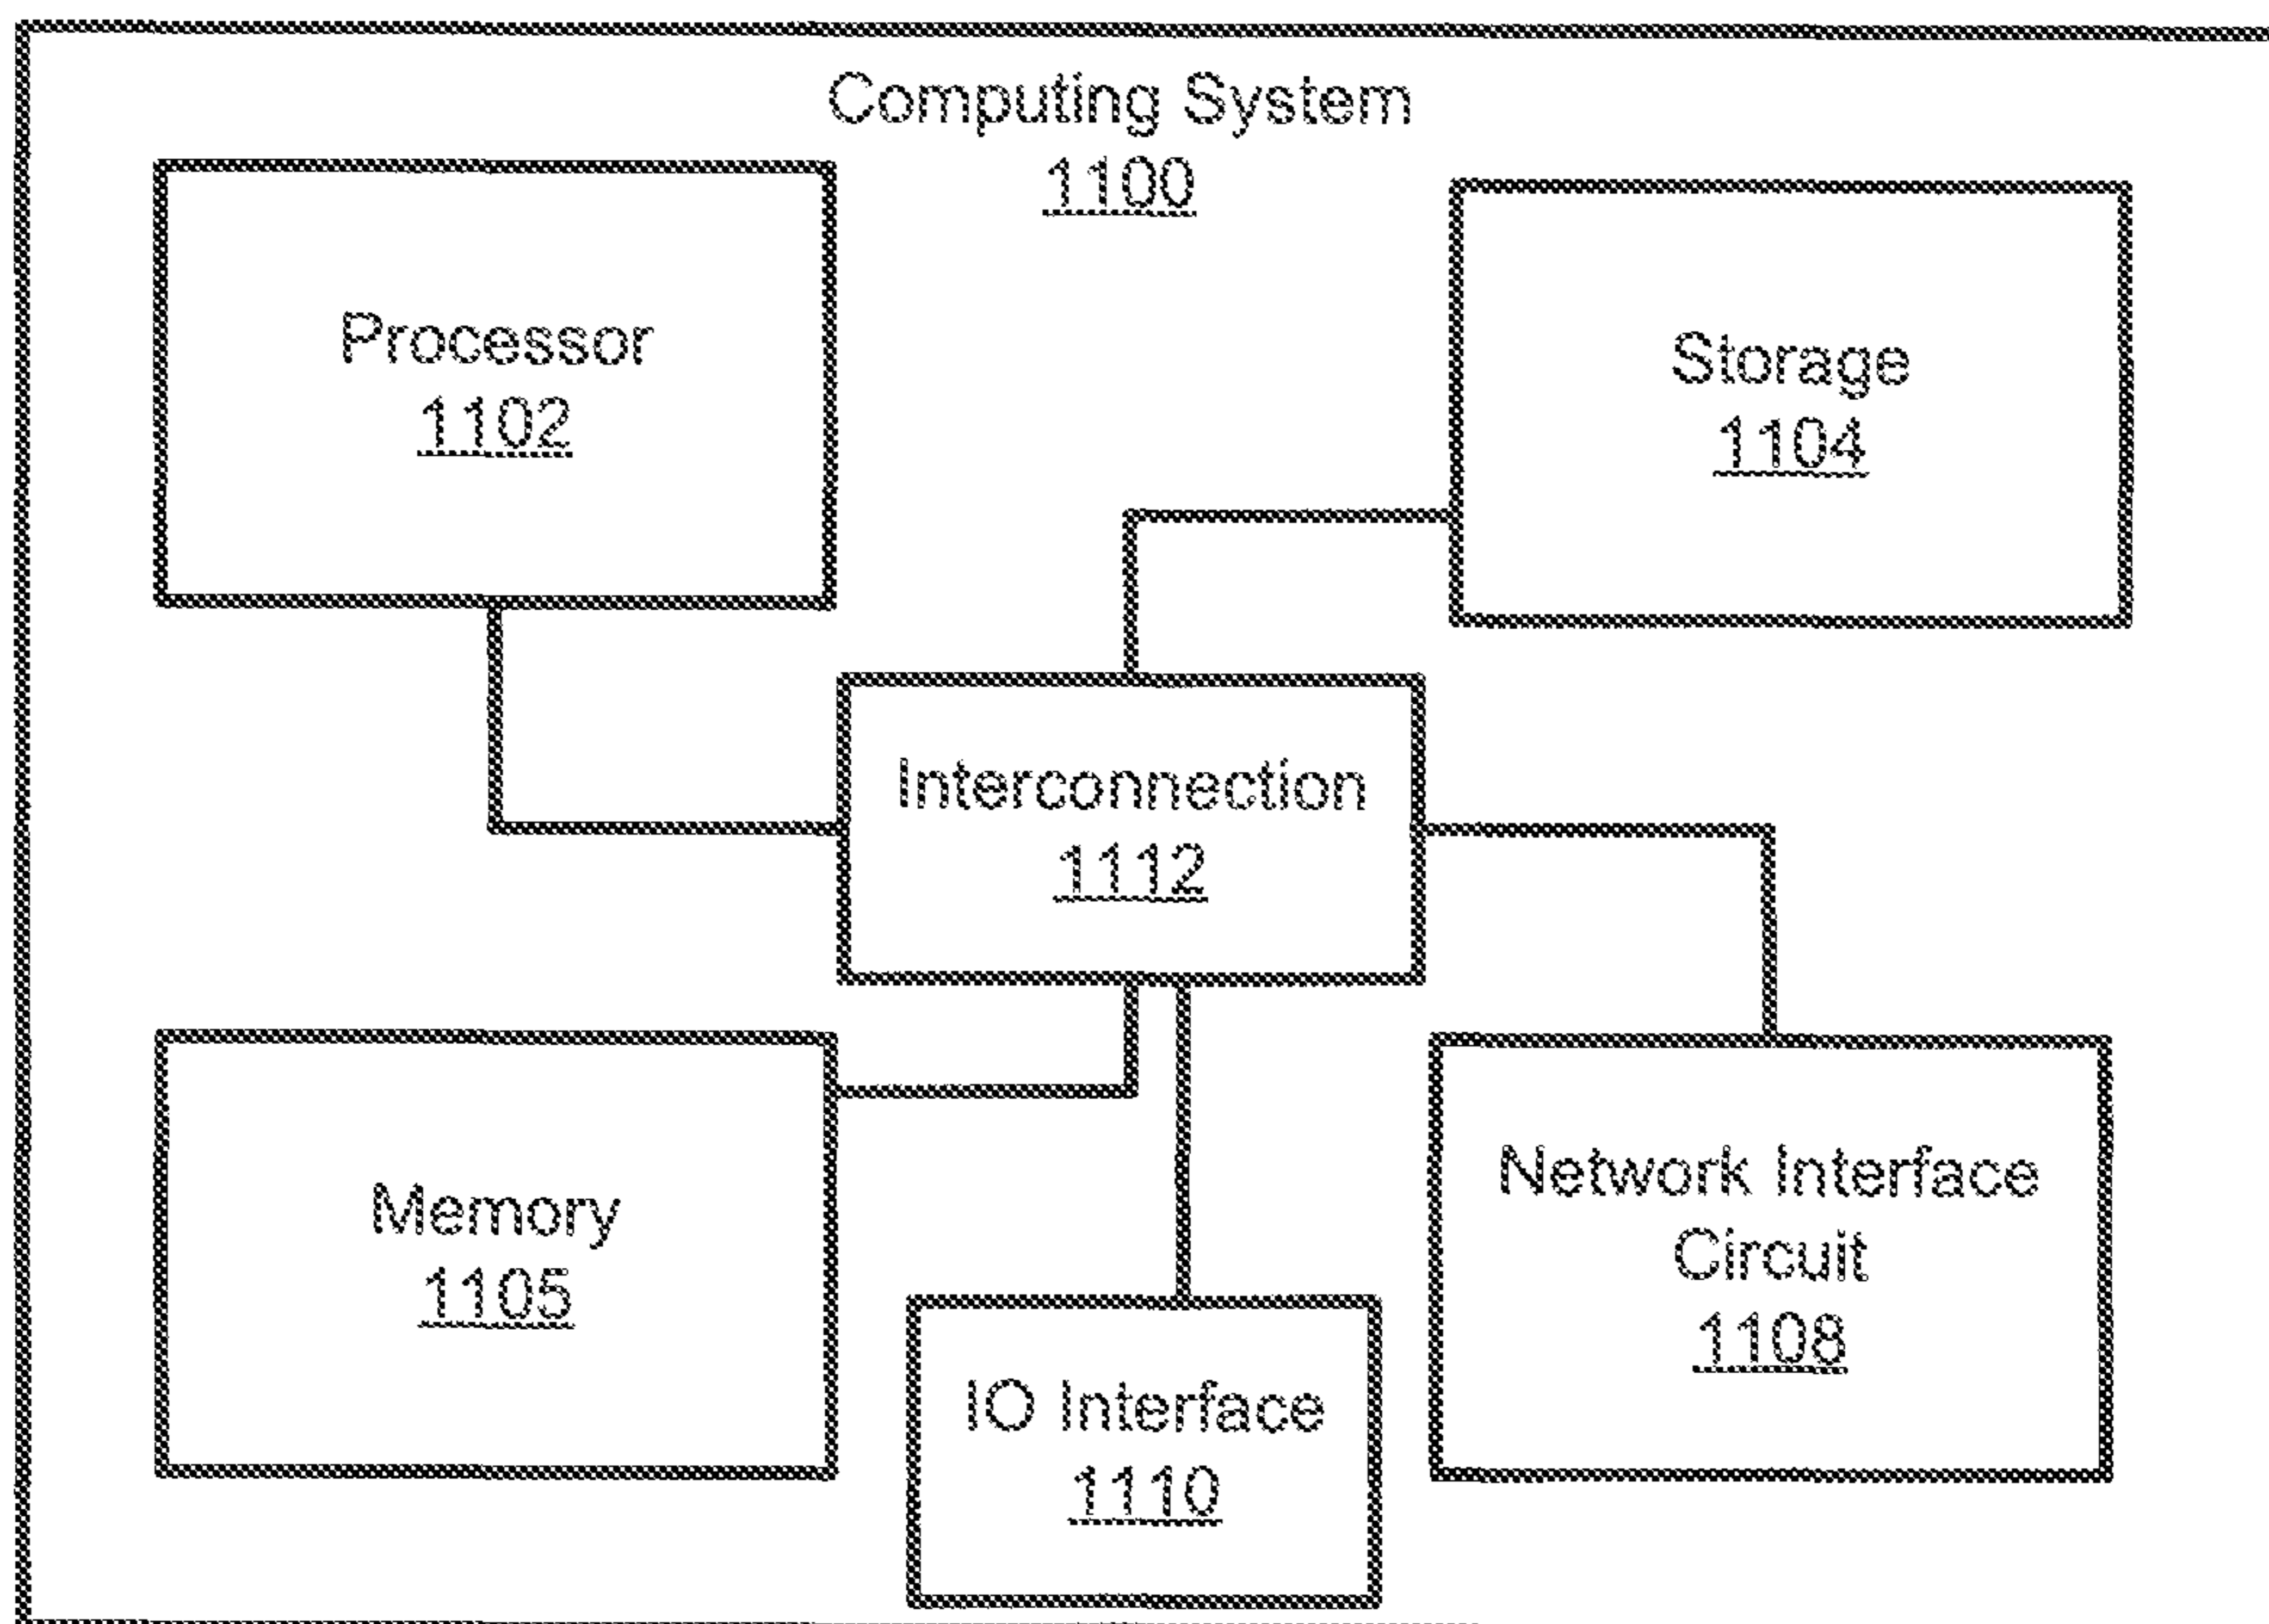 Computing System
1100
Processor
1102
Storage
1104
Interconnection
1112
Memory
1105
Network Interface
Circuit
1108
IO Interface
1110